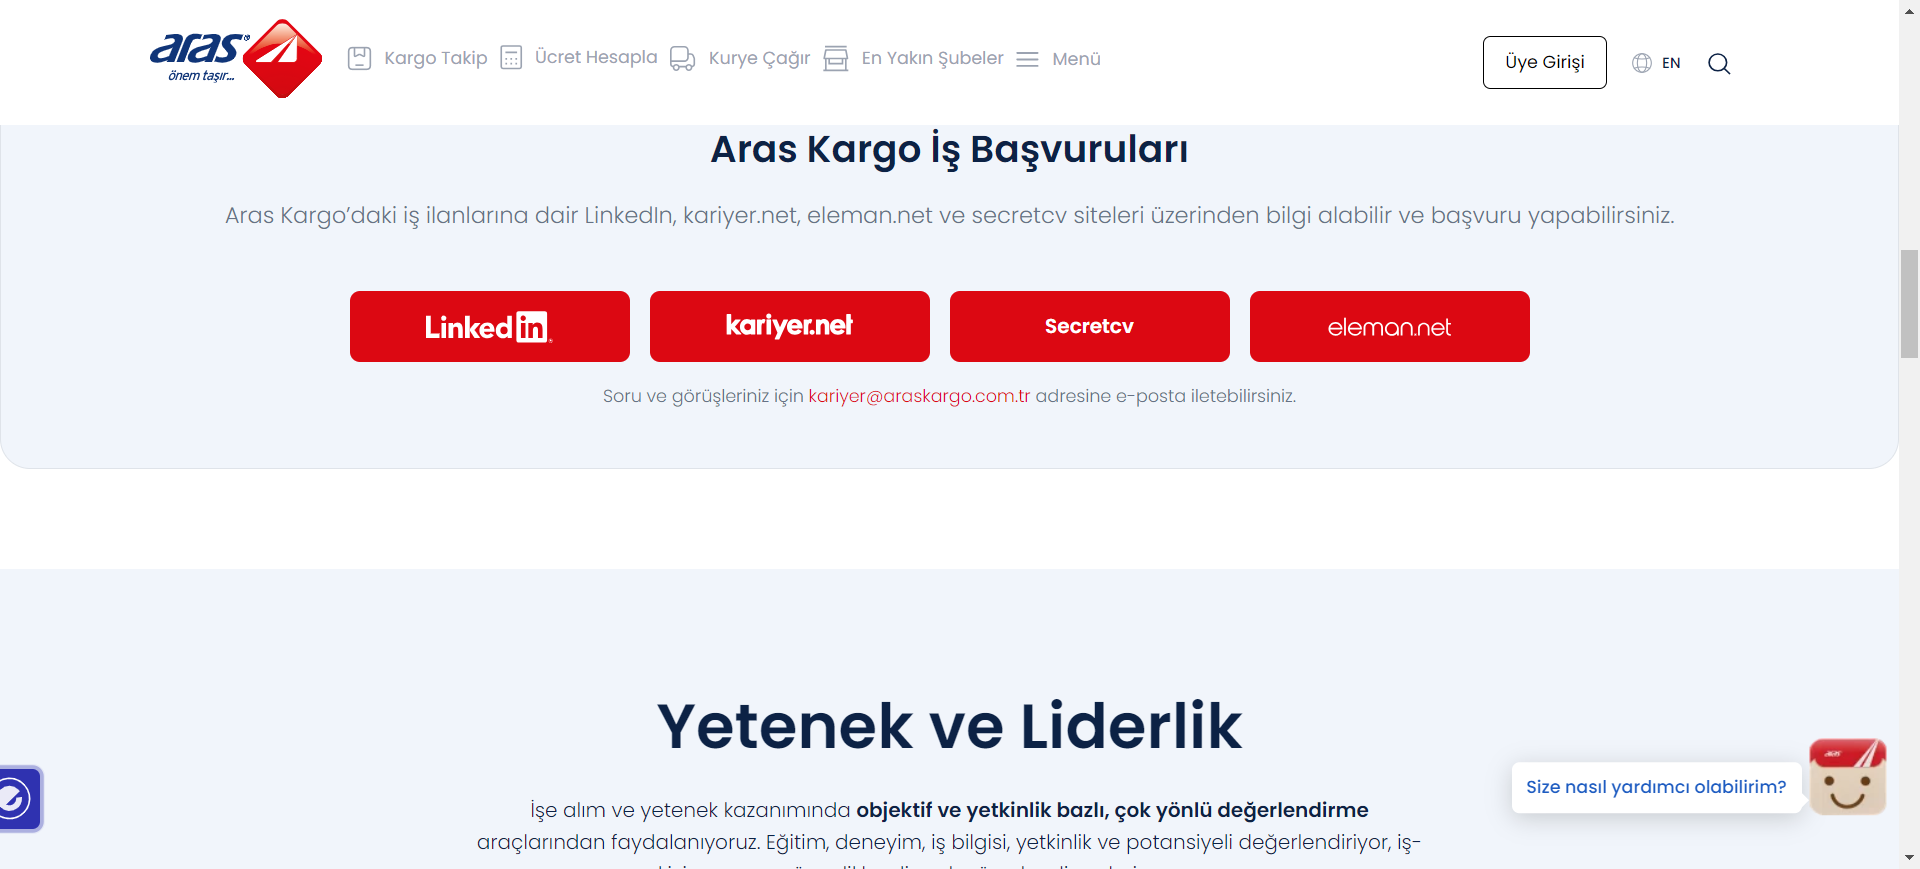 aras
önem taşır...
Kargo Takip
Ücret Hesapla
Kurye Çağır
En Yakın Şubeler
Menü
Üye Girişi
EN
Aras Kargo İş Başvuruları
Aras Kargo’daki iş ilanlarına dair LinkedIn, kariyer.net, eleman.net ve secretcv siteleri üzerinden bilgi alabilir ve başvuru yapabilirsiniz.
Linked in
kariyer.net
Secretcv
eleman.net
Soru ve görüşleriniz için kariyer@araskargo.com.tr adresine e-posta iletebilirsiniz.
Yetenek ve Liderlik
İşe alım ve yetenek kazanımında objektif ve yetkinlik bazlı, çok yönlü değerlendirme
araçlarından faydalanıyoruz. Eğitim, deneyim, iş bilgisi, yetkinlik ve potansiyeli değerlendiriyor, iş-
aras
Size nasıl yardımcı olabilirim?